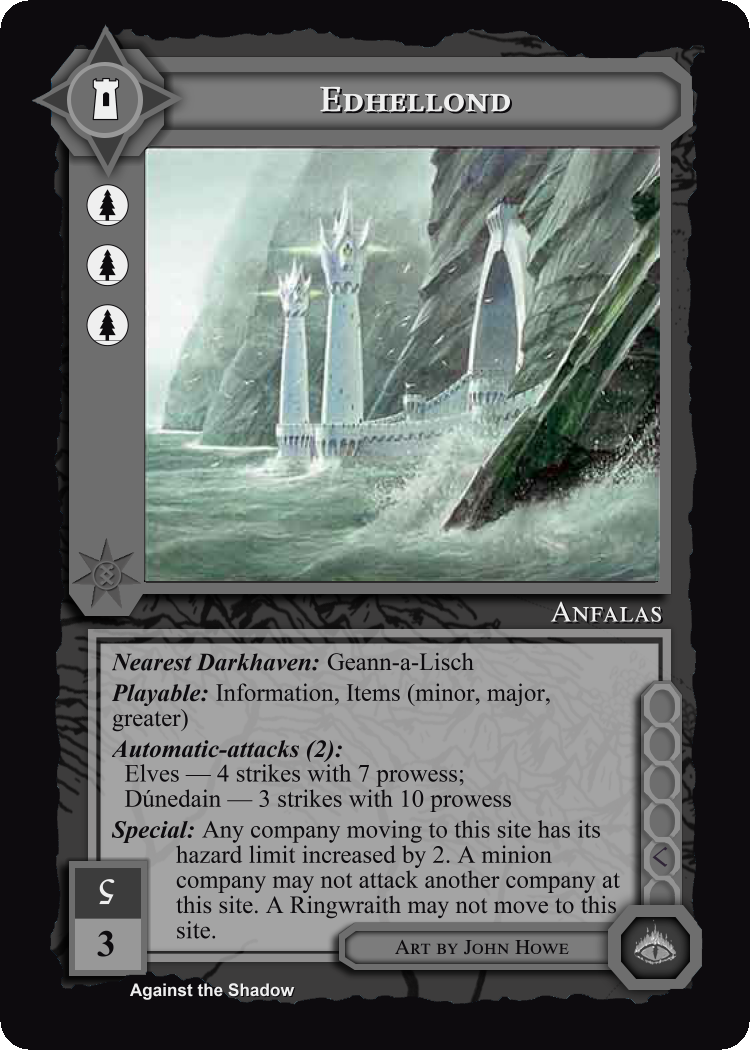 Edhellond
Anfalas
Nearest Darkhaven: Geann-a-Lisch
Playable: Information, Items (minor, major,
greater)
Automatic-attacks (2):
Elves — 4 strikes with 7 prowess;
Dúnedain — 3 strikes with 10 prowess
Special: Any company moving to this site has its
hazard limit increased by 2. A minion
company may not attack another company at
this site. A Ringwraith may not move to this
site.
3
Art by John Howe
Against the Shadow